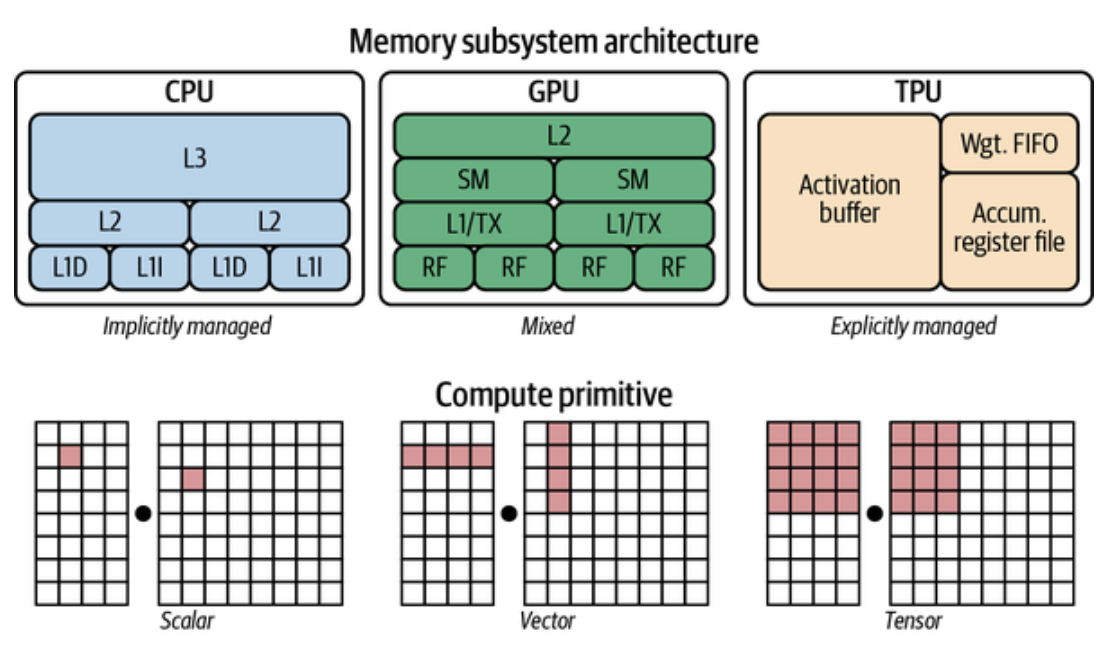 Memory subsystem architecture
CPU
L3
L2 L2
L1D L1I L1D L1I
Implicitly managed
GPU
L2
SM SM
L1/TX L1/TX
RF RF RF RF
Mixed
TPU
Activation
buffer
Wgt. FIFO
Accum.
register file
Explicitly managed
Compute primitive
Scalar
Vector
Tensor